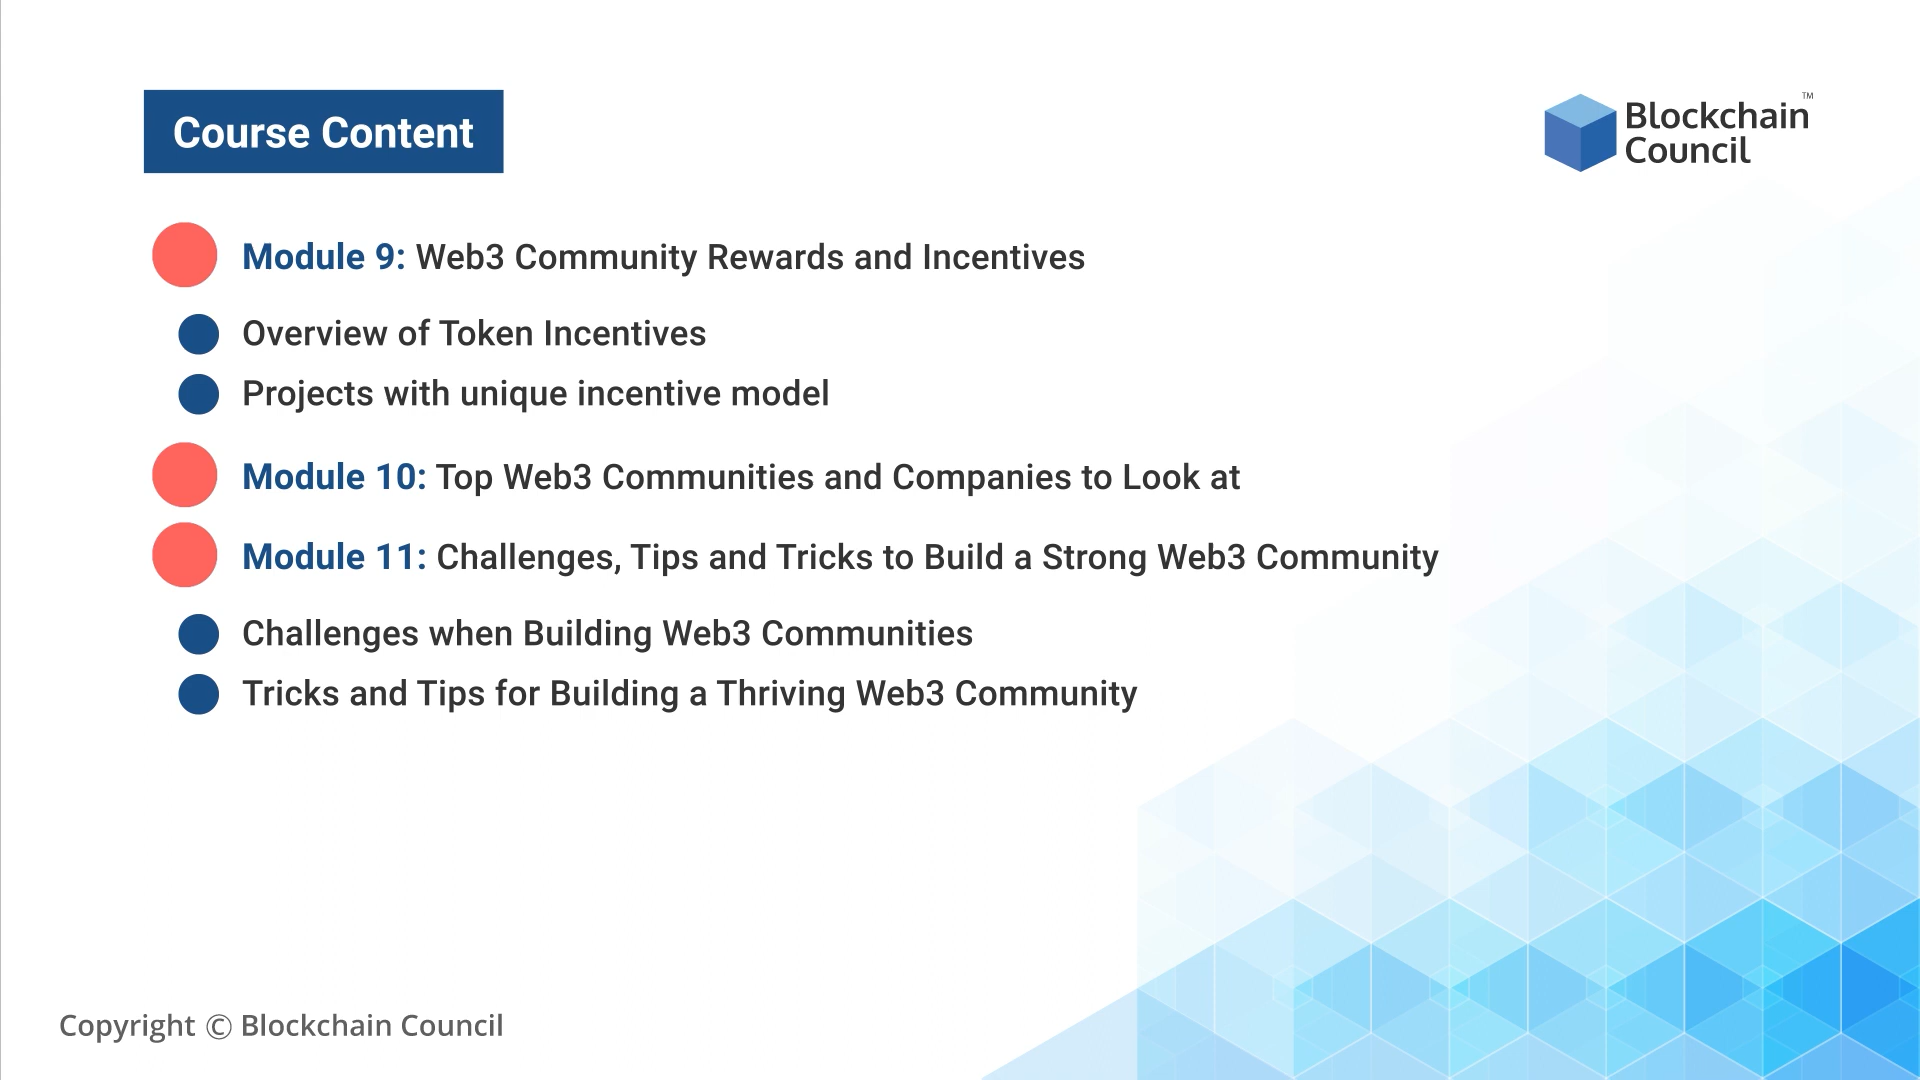 Course Content
Blockchain
Council
™
Module 9: Web3 Community Rewards and Incentives
Overview of Token Incentives
Projects with unique incentive model
Module 10: Top Web3 Communities and Companies to Look at
Module 11: Challenges, Tips and Tricks to Build a Strong Web3 Community
Challenges when Building Web3 Communities
Tricks and Tips for Building a Thriving Web3 Community
Copyright © Blockchain Council